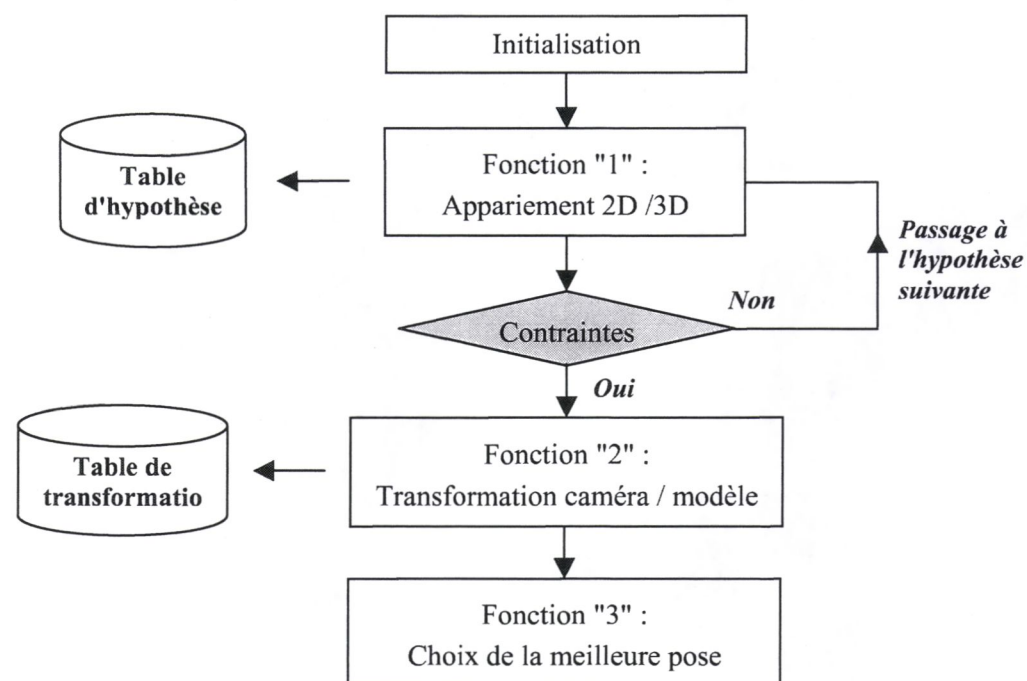 Initialisation
Fonction "1" :
Appariement 2D /3D
Table
d'hypothèse
Passage à
l'hypothèse
suivante
Non
Contraintes
Oui
Fonction "2" :
Transformation caméra / modèle
Table de
transformatio
Fonction "3" :
Choix de la meilleure pose